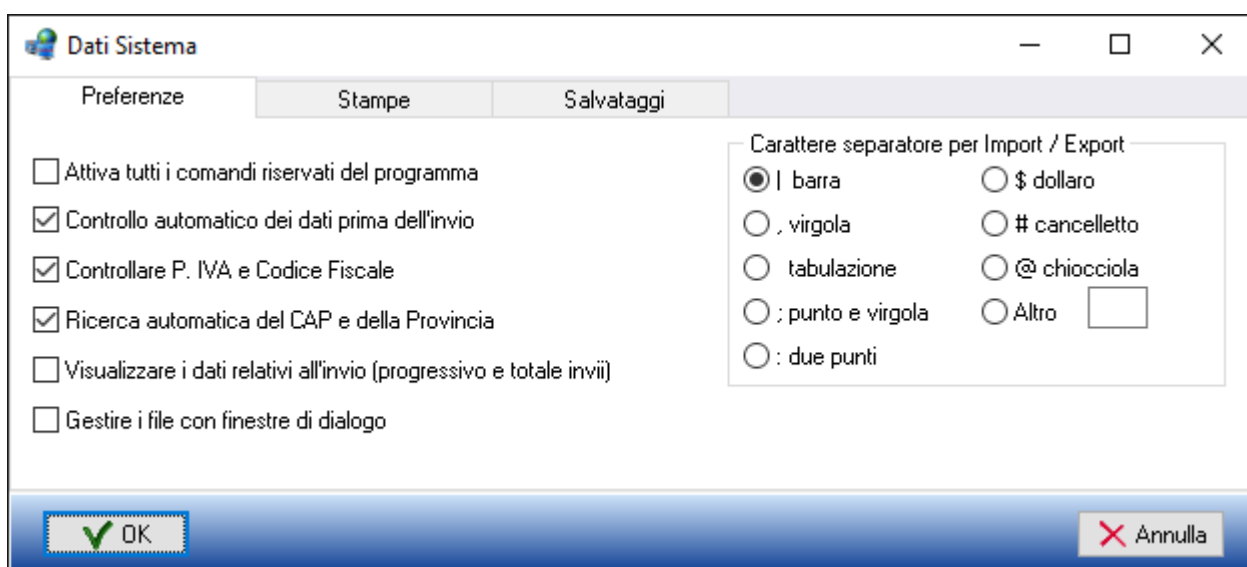 Dati Sistema
Preferenze
Stampe
Salvataggi
Attiva tutti i comandi riservati del programma
Controllo automatico dei dati prima dell'invio
Controllare P. IVA e Codice Fiscale
Ricerca automatica del CAP e della Provincia
Visualizzare i dati relativi all'invio (progressivo e totale invii)
Gestire i file con finestre di dialogo
Carattere separatore per Import / Export
| barra
$ dollaro
, virgola
# cancelletto
tabulazione
@ chiocciola
; punto e virgola
Altro
: due punti
OK
Annulla